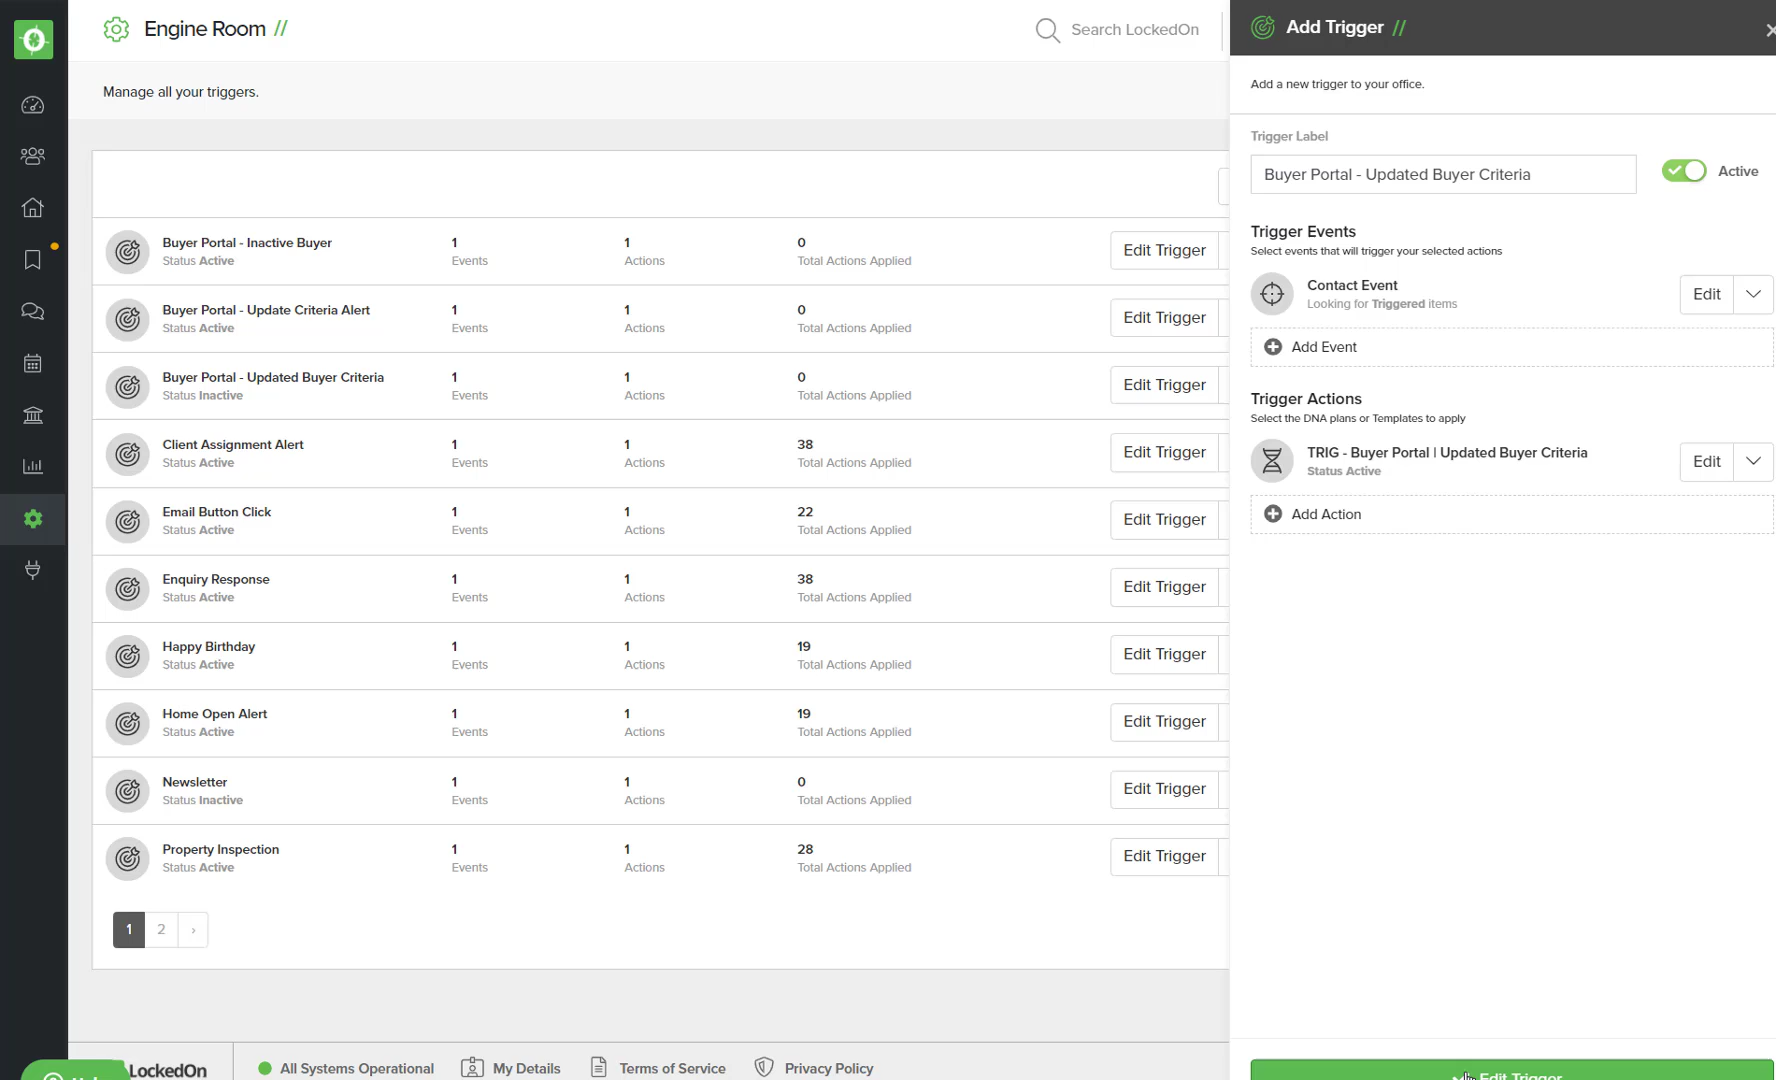 Engine Room //
Search LockedOn
Manage all your triggers.
Buyer Portal - Inactive Buyer
Status Active
1
Events
1
Actions
0
Total Actions Applied
Edit Trigger
Buyer Portal - Update Criteria Alert
Status Active
1
Events
1
Actions
0
Total Actions Applied
Edit Trigger
Buyer Portal - Updated Buyer Criteria
Status Inactive
1
Events
1
Actions
0
Total Actions Applied
Edit Trigger
Client Assignment Alert
Status Active
1
Events
1
Actions
38
Total Actions Applied
Edit Trigger
Email Button Click
Status Active
1
Events
1
Actions
22
Total Actions Applied
Edit Trigger
Enquiry Response
Status Active
1
Events
1
Actions
38
Total Actions Applied
Edit Trigger
Happy Birthday
Status Active
1
Events
1
Actions
19
Total Actions Applied
Edit Trigger
Home Open Alert
Status Active
1
Events
1
Actions
19
Total Actions Applied
Edit Trigger
Newsletter
Status Inactive
1
Events
1
Actions
0
Total Actions Applied
Edit Trigger
Property Inspection
Status Active
1
Events
1
Actions
28
Total Actions Applied
Edit Trigger
1 2 ›
LockedOn
All Systems Operational
My Details
Terms of Service
Privacy Policy
Add Trigger //
Add a new trigger to your office.
Trigger Label
Buyer Portal - Updated Buyer Criteria
Active
Trigger Events
Select events that will trigger your selected actions
Contact Event
Looking for Triggered items
Edit
Add Event
Trigger Actions
Select the DNA plans or Templates to apply
TRIG - Buyer Portal | Updated Buyer Criteria
Status Active
Edit
Add Action
Edit Trigger